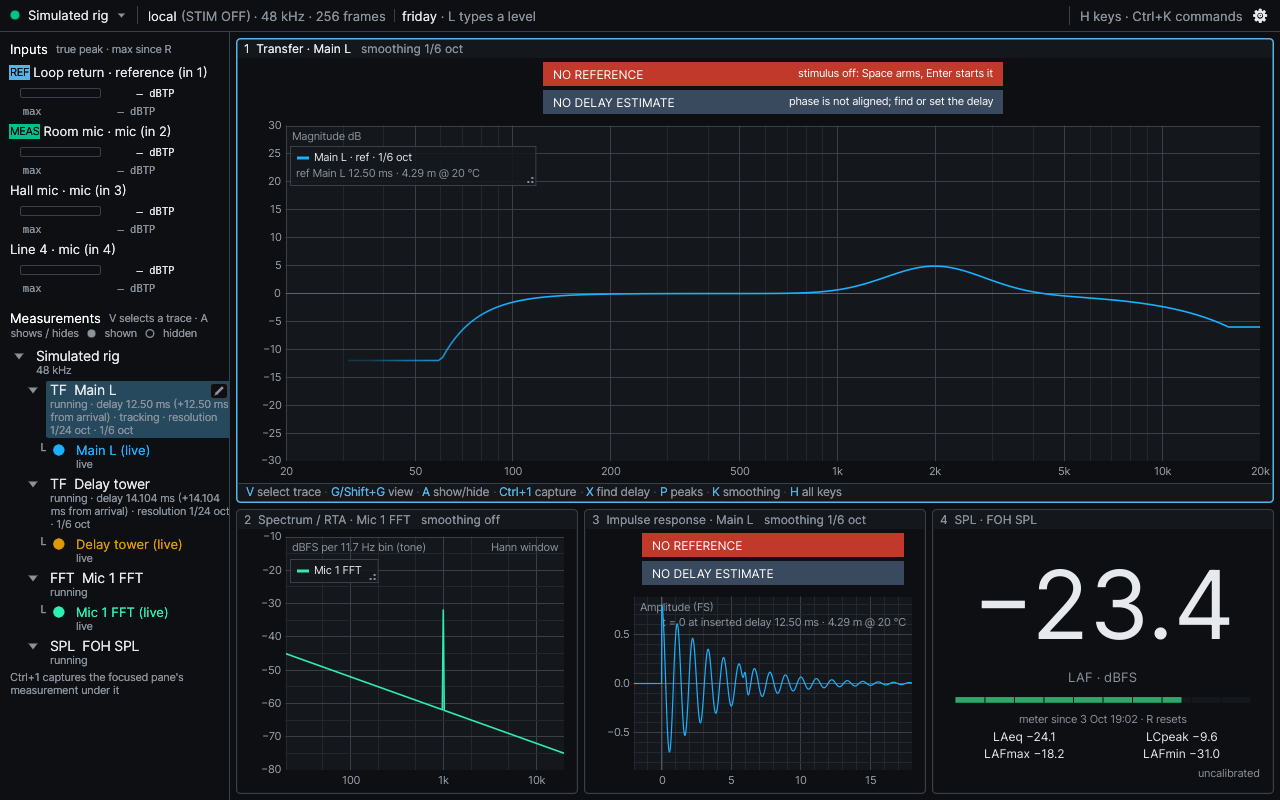 Simulated rig
local (STIM OFF) · 48 kHz · 256 frames
friday · L types a level
H keys · Ctrl+K commands
Inputs true peak · max since R
REF Loop return · reference (in 1)
– dBTP
max – dBTP
MEAS Room mic · mic (in 2)
– dBTP
max – dBTP
Hall mic · mic (in 3)
– dBTP
max – dBTP
Line 4 · mic (in 4)
– dBTP
max – dBTP
Measurements V selects a trace · A
shows / hides shown hidden
Simulated rig
48 kHz
TF Main L
running · delay 12.50 ms (+12.50 ms
from arrival) · tracking · resolution
1/24 oct · 1/6 oct
Main L (live)
live
TF Delay tower
running · delay 14.104 ms (+14.104
ms from arrival) · resolution 1/24 oct
· 1/6 oct
Delay tower (live)
live
FFT Mic 1 FFT
running
Mic 1 FFT (live)
live
SPL FOH SPL
running
Ctrl+1 captures the focused pane's
measurement under it
1 Transfer · Main L smoothing 1/6 oct
NO REFERENCE stimulus off: Space arms, Enter starts it
NO DELAY ESTIMATE phase is not aligned; find or set the delay
Magnitude dB
Main L · ref · 1/6 oct
ref Main L 12.50 ms · 4.29 m @ 20 °C
30
25
20
15
10
5
0
−5
−10
−15
−20
−25
−30
20 50 100 200 500 1k 2k 5k 10k 20k
V select trace · G/Shift+G view · A show/hide · Ctrl+1 capture · X find delay · P peaks · K smoothing · H all keys
2 Spectrum / RTA · Mic 1 FFT smoothing off
dBFS per 11.7 Hz bin (tone) Hann window
Mic 1 FFT
−10
−20
−30
−40
−50
−60
−70
−80
100 1k 10k
3 Impulse response · Main L smoothing 1/6 oct
NO REFERENCE
NO DELAY ESTIMATE
Amplitude (FS)
t = 0 at inserted delay 12.50 ms · 4.29 m @ 20 °C
0.5
0.0
−0.5
0 5 10 15
4 SPL · FOH SPL
−23.4
LAF · dBFS
meter since 3 Oct 19:02 · R resets
LAeq −24.1 LCpeak −9.6
LAFmax −18.2 LAFmin −31.0
uncalibrated